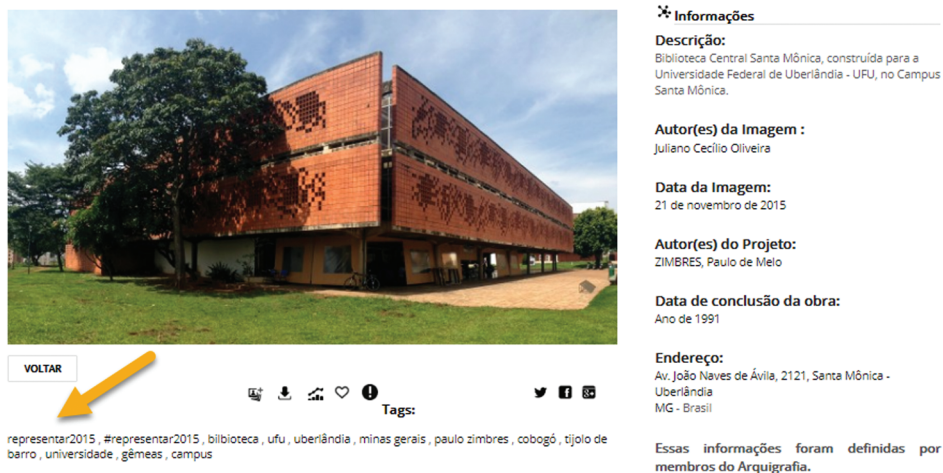 Informações
Descrição:
Biblioteca Central Santa Mônica, construída para a
Universidade Federal de Uberlândia - UFU, no Campus
Santa Mônica.
Autor(es) da Imagem :
Juliano Cecílio Oliveira
Data da Imagem:
21 de novembro de 2015
Autor(es) do Projeto:
ZIMBRES, Paulo de Melo
Data de conclusão da obra:
Ano de 1991
Endereço:
Av. João Naves de Ávila, 2121, Santa Mônica -
Uberlândia
MG - Brasil
Essas informações foram definidas por
membros do Arquigrafia.
VOLTAR
Tags:
representar2015 , #representar2015 , bilbioteca , ufu , uberlândia , minas gerais , paulo zimbres , cobogó , tijolo de
barro , universidade , gêmeas , campus